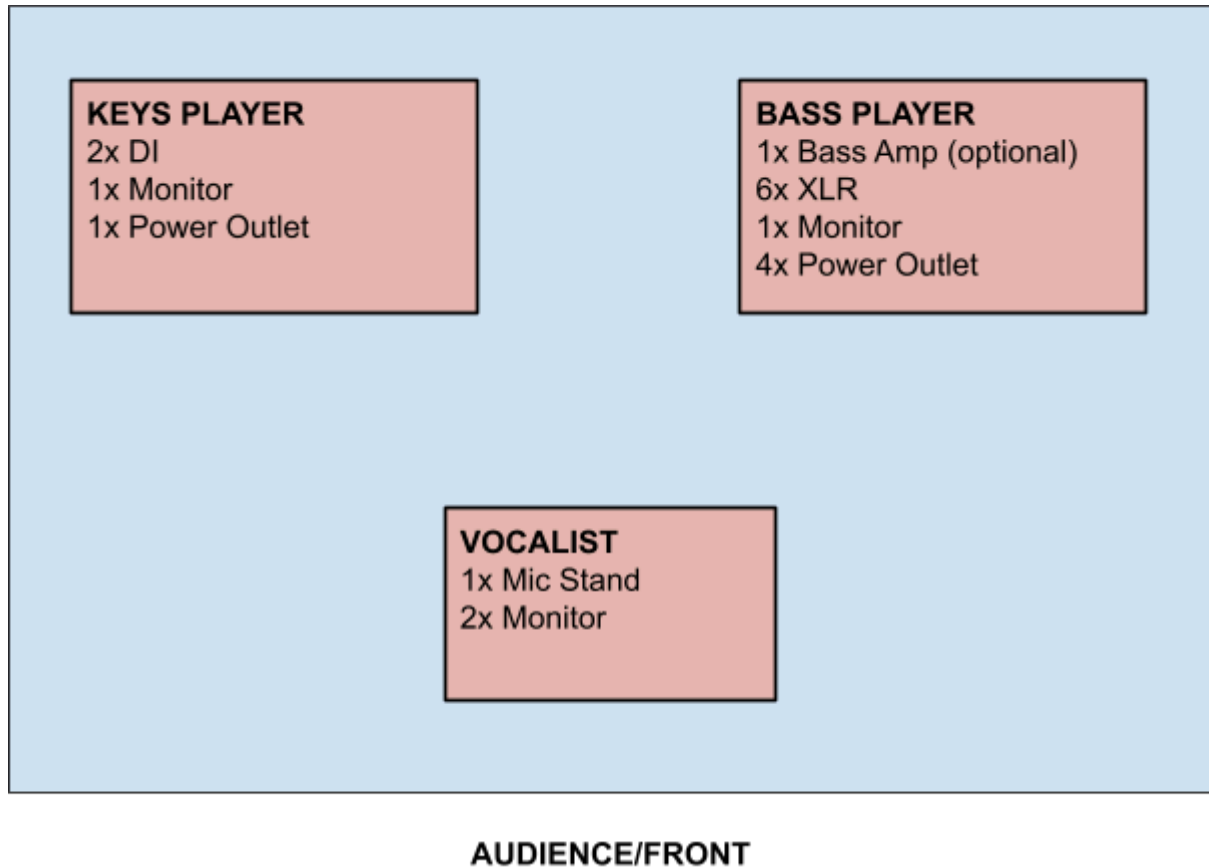 KEYS PLAYER
2x DI
1x Monitor
1x Power Outlet
BASS PLAYER
1x Bass Amp (optional)
6x XLR
1x Monitor
4x Power Outlet
VOCALIST
1x Mic Stand
2x Monitor
AUDIENCE/FRONT